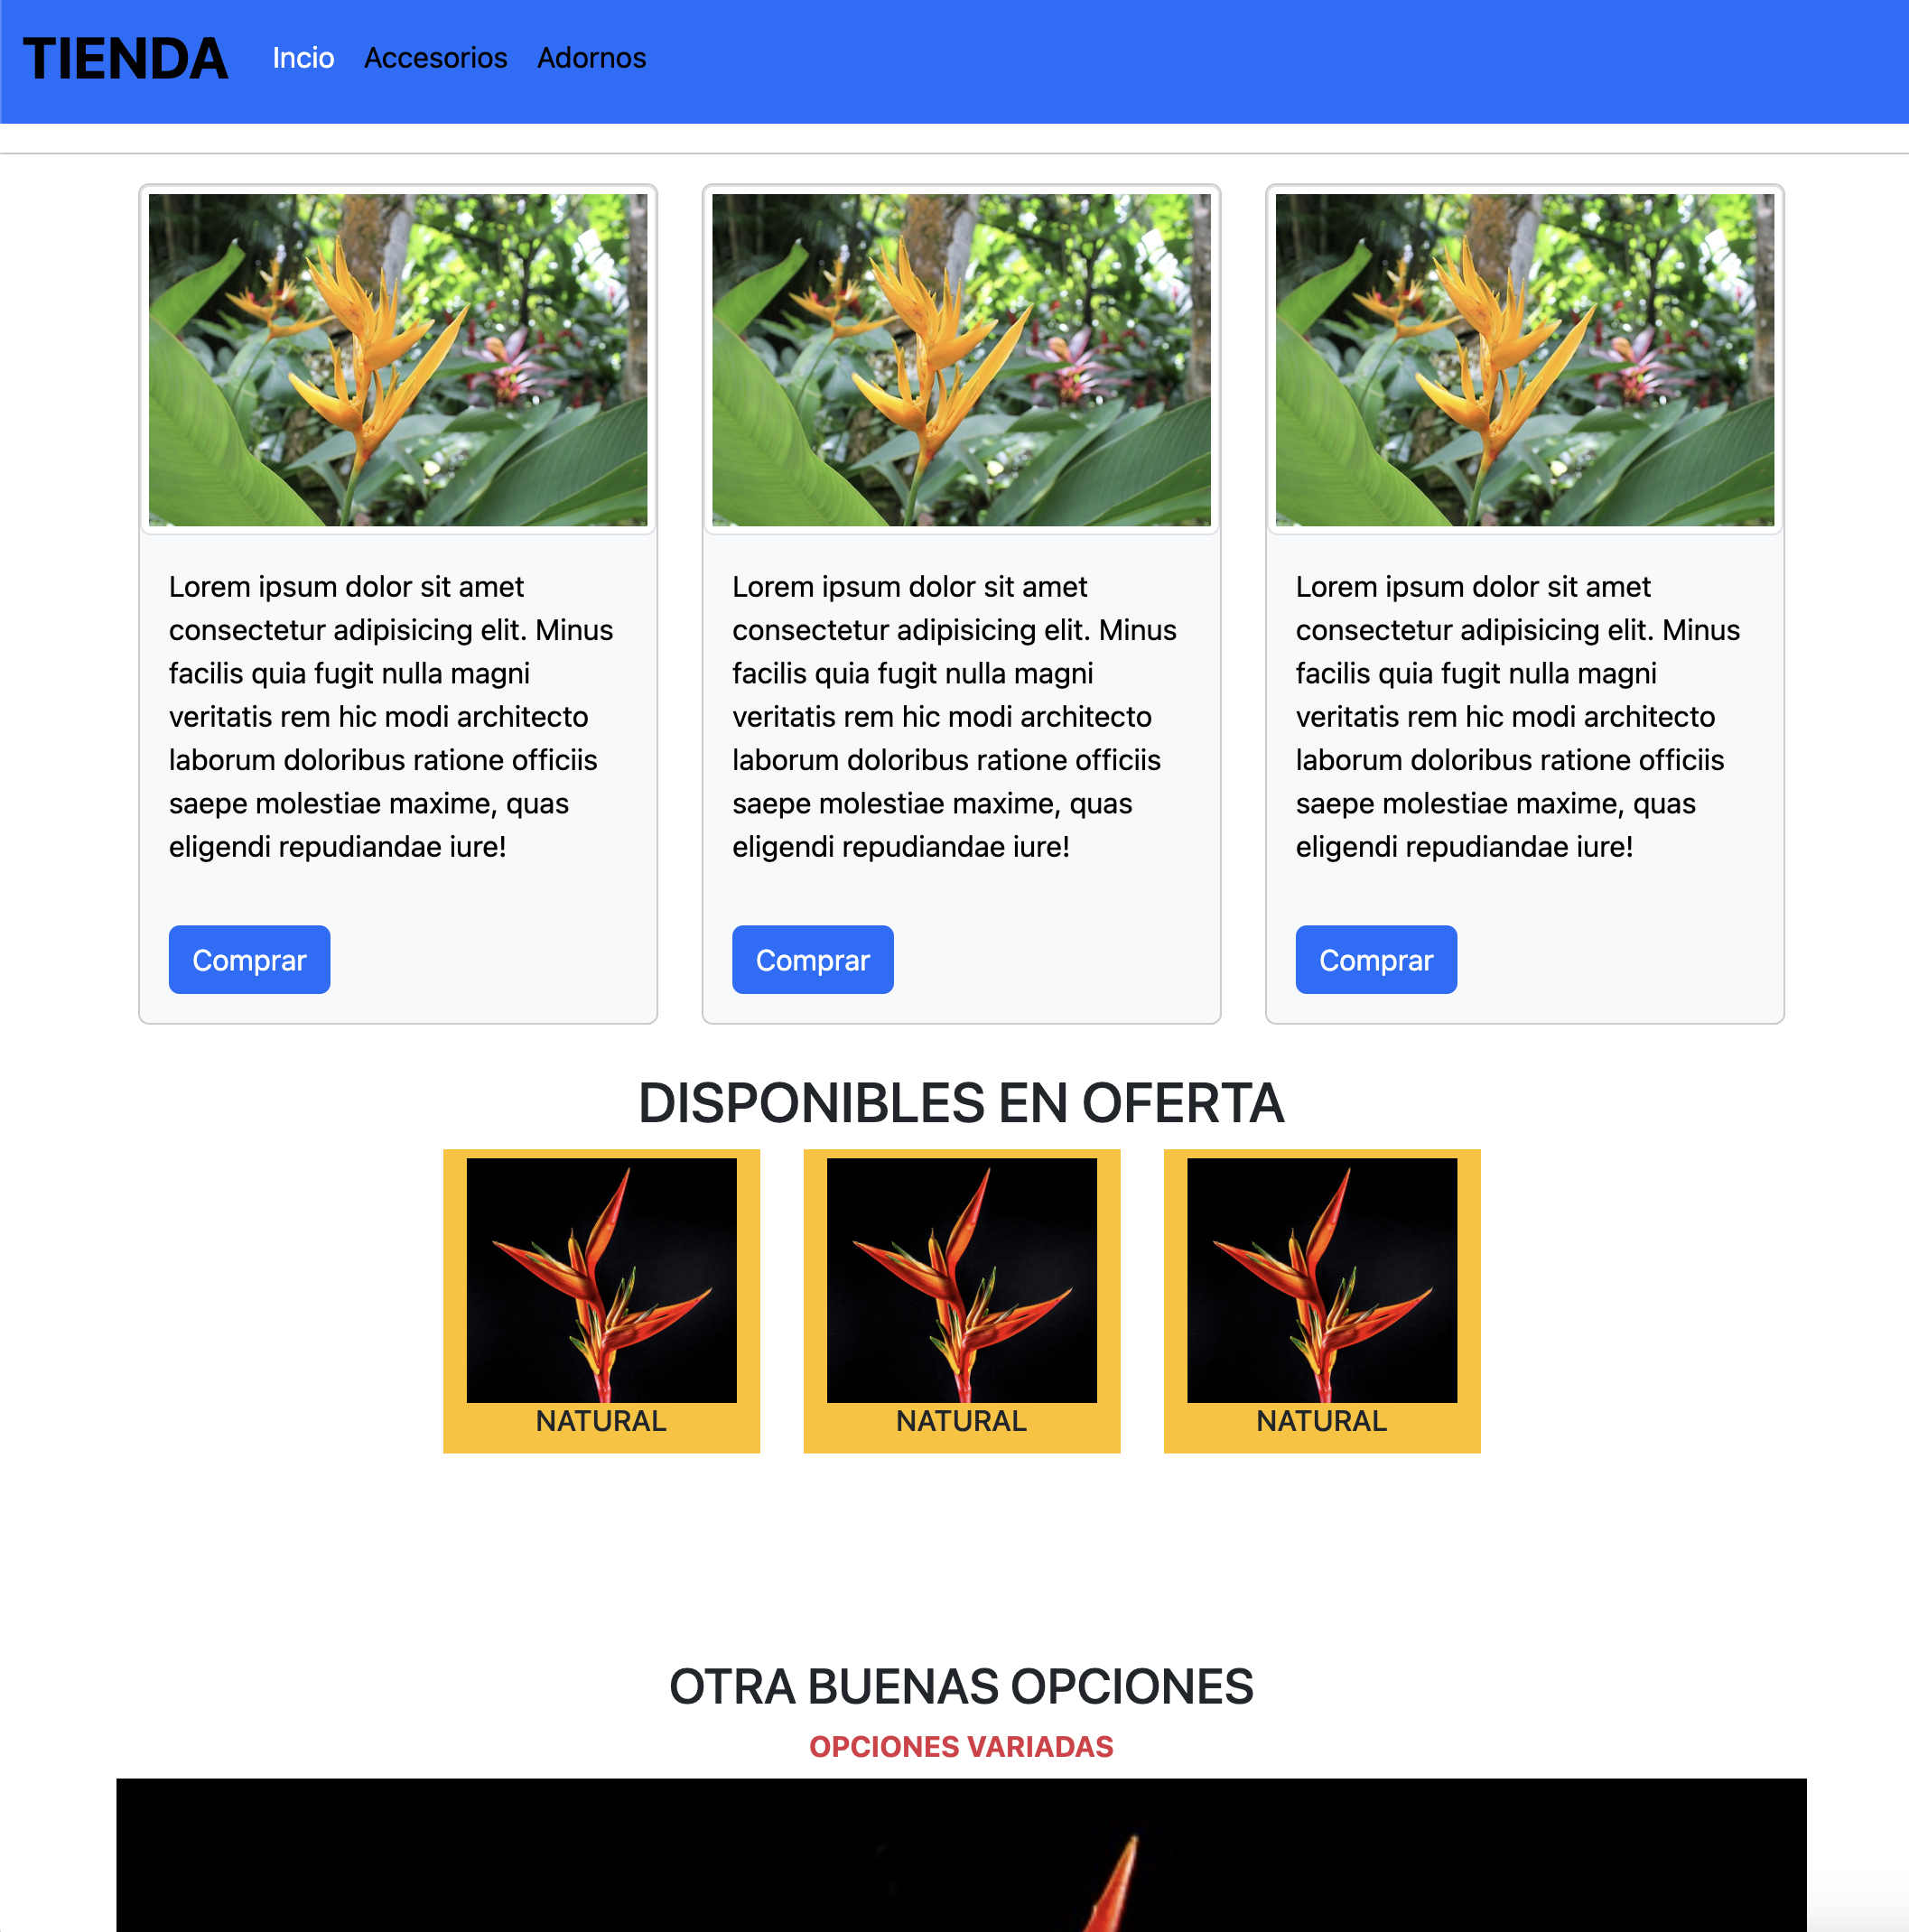 TIENDA Incio Accesorios Adornos
Lorem ipsum dolor sit amet
consectetur adipisicing elit. Minus
facilis quia fugit nulla magni
veritatis rem hic modi architecto
laborum doloribus ratione officiis
saepe molestiae maxime, quas
eligendi repudiandae iure!
Comprar
Lorem ipsum dolor sit amet
consectetur adipisicing elit. Minus
facilis quia fugit nulla magni
veritatis rem hic modi architecto
laborum doloribus ratione officiis
saepe molestiae maxime, quas
eligendi repudiandae iure!
Comprar
Lorem ipsum dolor sit amet
consectetur adipisicing elit. Minus
facilis quia fugit nulla magni
veritatis rem hic modi architecto
laborum doloribus ratione officiis
saepe molestiae maxime, quas
eligendi repudiandae iure!
Comprar
DISPONIBLES EN OFERTA
NATURAL
NATURAL
NATURAL
OTRA BUENAS OPCIONES
OPCIONES VARIADAS